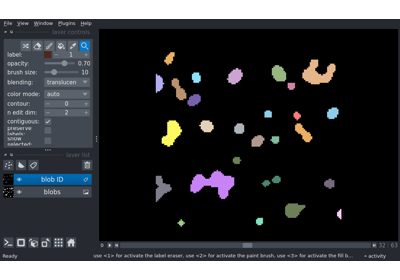 File View Window Plugins Help
layer controls
label: 1
opacity: 0.70
brush size: 10
blending: translucen
color mode: auto
contour: 0
n edit dim: 2
contiguous:
preserve labels:
show selected:
layer list
blob ID
blobs
32 63
Ready use <1> for activate the label eraser, use <2> for activate the paint brush, use <3> for activate the fill b... activity